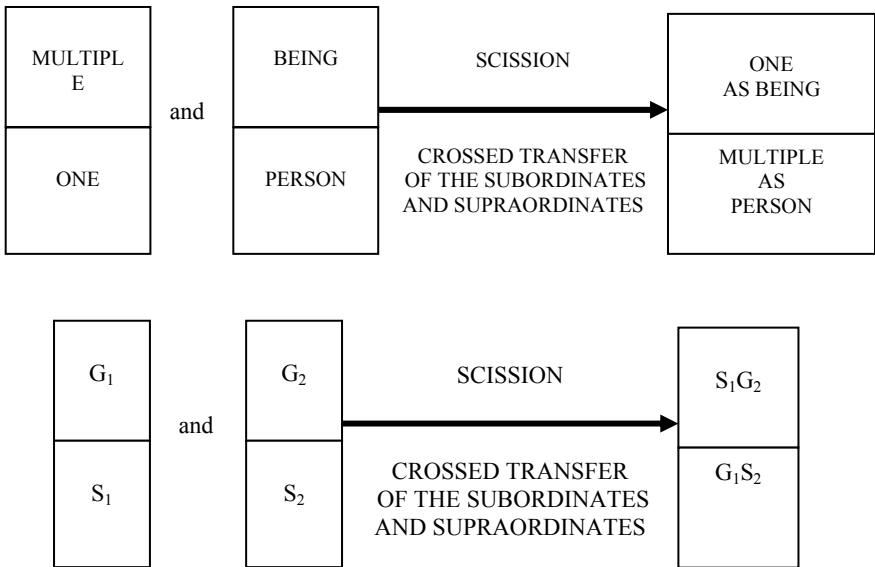 MULTIPL
E
and
ONE
BEING
PERSON
SCISSION
CROSSED TRANSFER
OF THE SUBORDINATES
AND SUPRAORDINATES
ONE
AS BEING
MULTIPLE
AS
PERSON
G₁
and
S₁
G₂
S₂
SCISSION
CROSSED TRANSFER
OF THE SUBORDINATES
AND SUPRAORDINATES
S₁G₂
G₁S₂